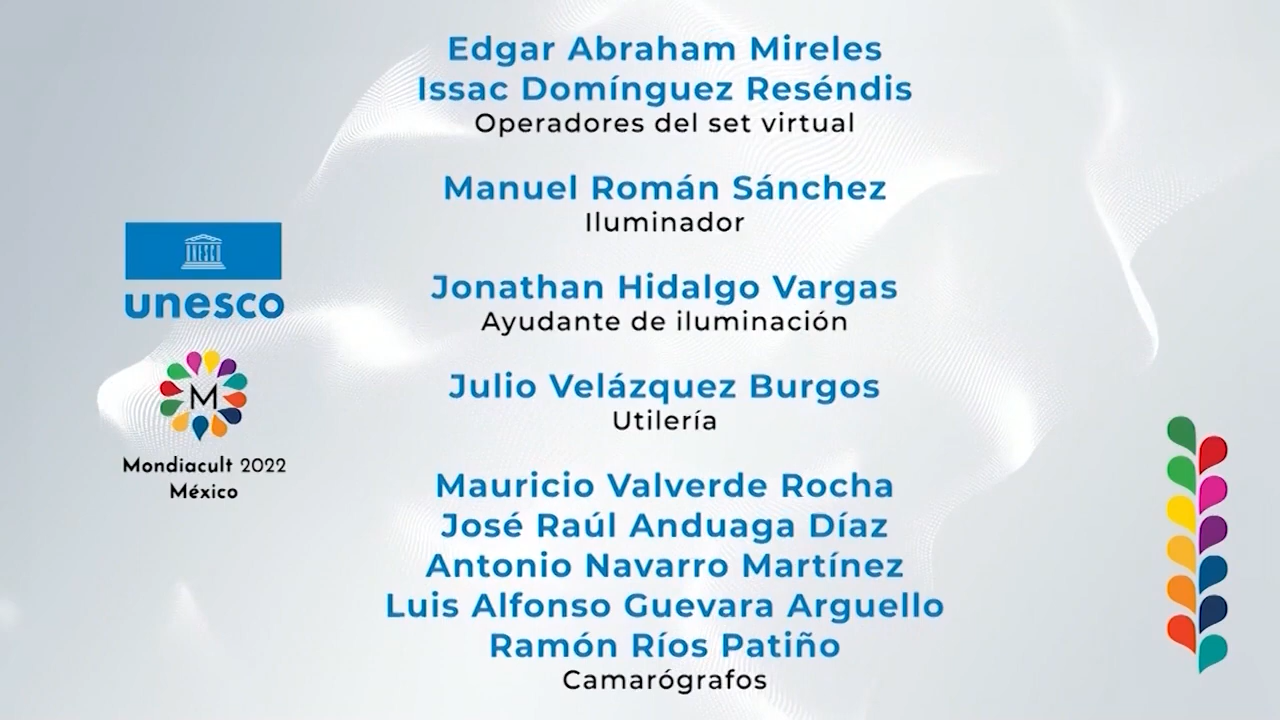 Edgar Abraham Mireles
Issac Domínguez Reséndis
Operadores del set virtual
Manuel Román Sánchez
Iluminador
Jonathan Hidalgo Vargas
Ayudante de iluminación
Julio Velázquez Burgos
Utilería
Mauricio Valverde Rocha
José Raúl Anduaga Díaz
Antonio Navarro Martínez
Luis Alfonso Guevara Arguello
Ramón Ríos Patiño
Camarógrafos
UNESCO
unesco
M
Mondiacult 2022
México